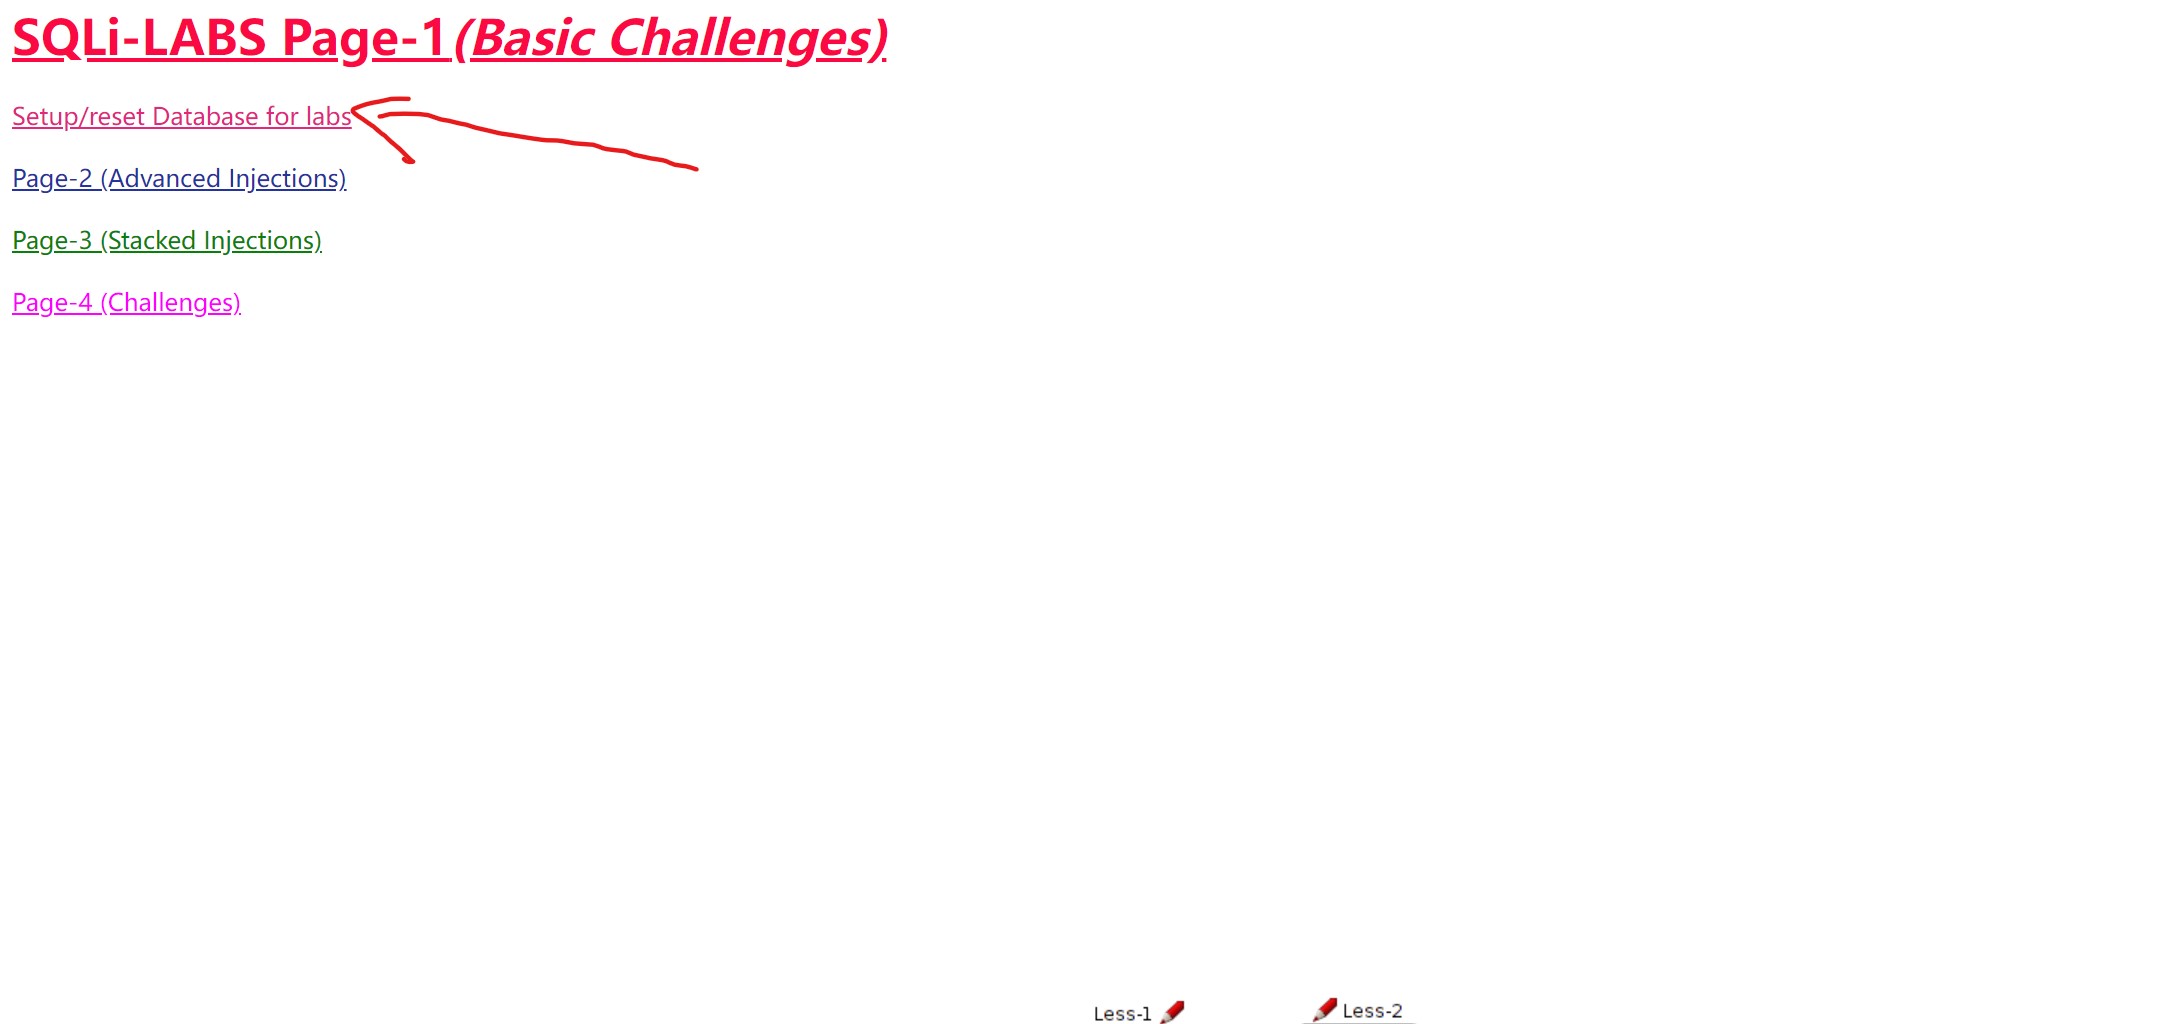 SQLi-LABS Page-1(Basic Challenges)
Setup/reset Database for labs
Page-2 (Advanced Injections)
Page-3 (Stacked Injections)
Page-4 (Challenges)
Less-1 Less-2